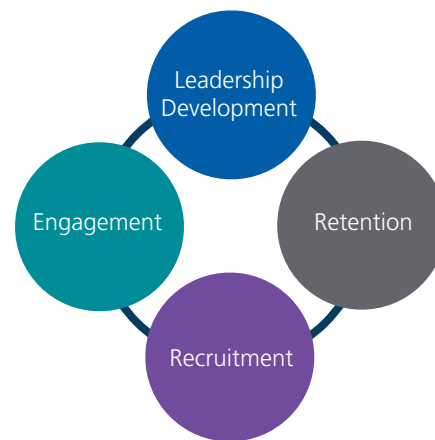 Leadership
Development
Engagement
Retention
Recruitment